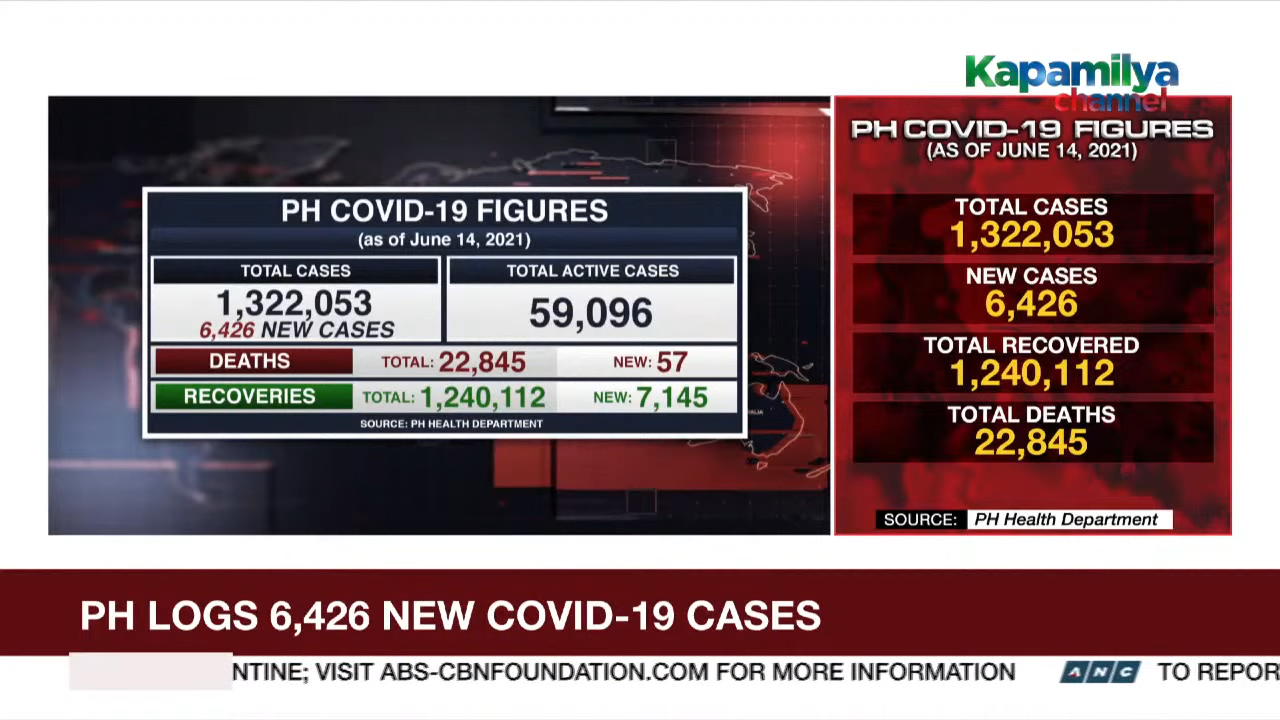 Kapamilya
channel
PH COVID-19 FIGURES
(as of June 14, 2021)
TOTAL CASES
1,322,053
6,426 NEW CASES
TOTAL ACTIVE CASES
59,096
DEATHS TOTAL: 22,845 NEW: 57
RECOVERIES TOTAL: 1,240,112 NEW: 7,145
SOURCE: PH HEALTH DEPARTMENT
PH COVID-19 FIGURES
(AS OF JUNE 14, 2021)
TOTAL CASES
1,322,053
NEW CASES
6,426
TOTAL RECOVERED
1,240,112
TOTAL DEATHS
22,845
SOURCE: PH Health Department
PH LOGS 6,426 NEW COVID-19 CASES
NTINE; VISIT ABS-CBNFOUNDATION.COM FOR MORE INFORMATION ANC TO REPOR